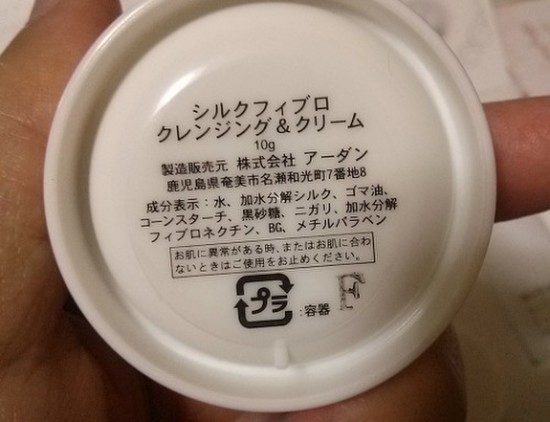 シルクフィブロ
クレンジング＆クリーム
10g
製造販売元 株式会社 アーダン
鹿児島県奄美市名瀬和光町7番地8
成分表示：水、加水分解シルク、ゴマ油、
コーンスターチ、黒砂糖、ニガリ、加水分解
フィブロネクチン、BG、メチルパラベン
お肌に異常がある時、またはお肌に合わ
ないときはご使用をお止めください。
プラ
:容器
F